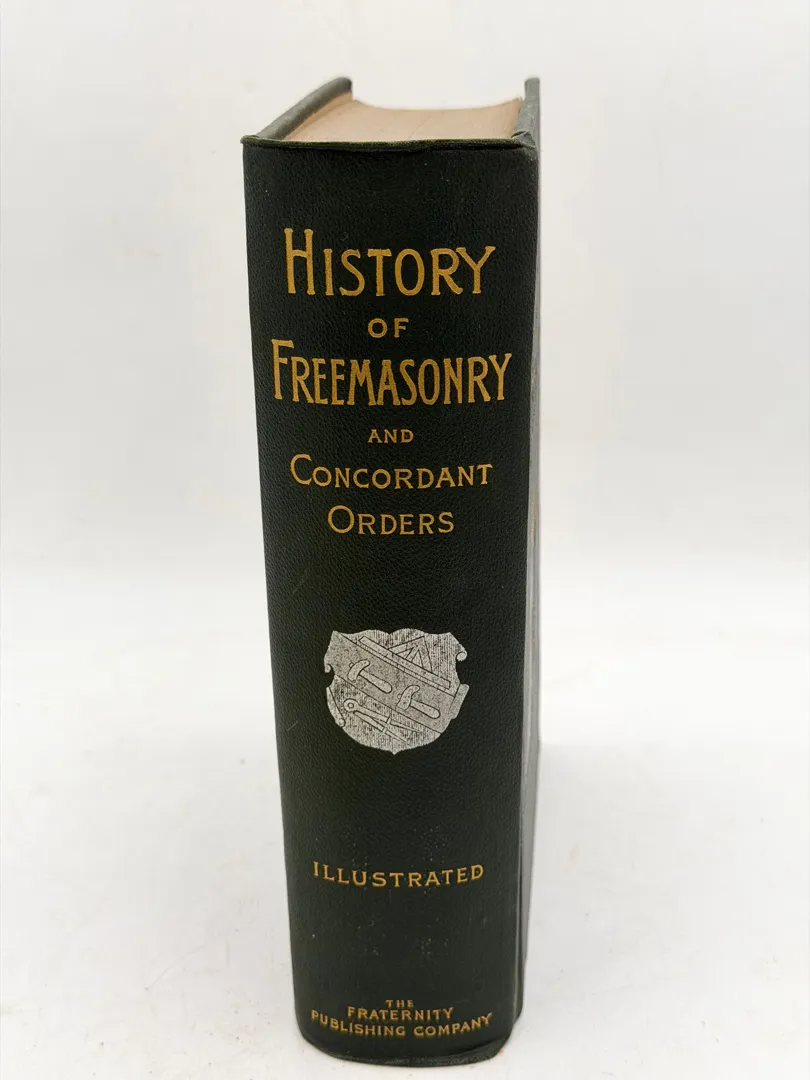 HISTORY
OF
FREEMASONRY
AND
CONCORDANT
ORDERS
ILLUSTRATED
THE
FRATERNITY
PUBLISHING COMPANY